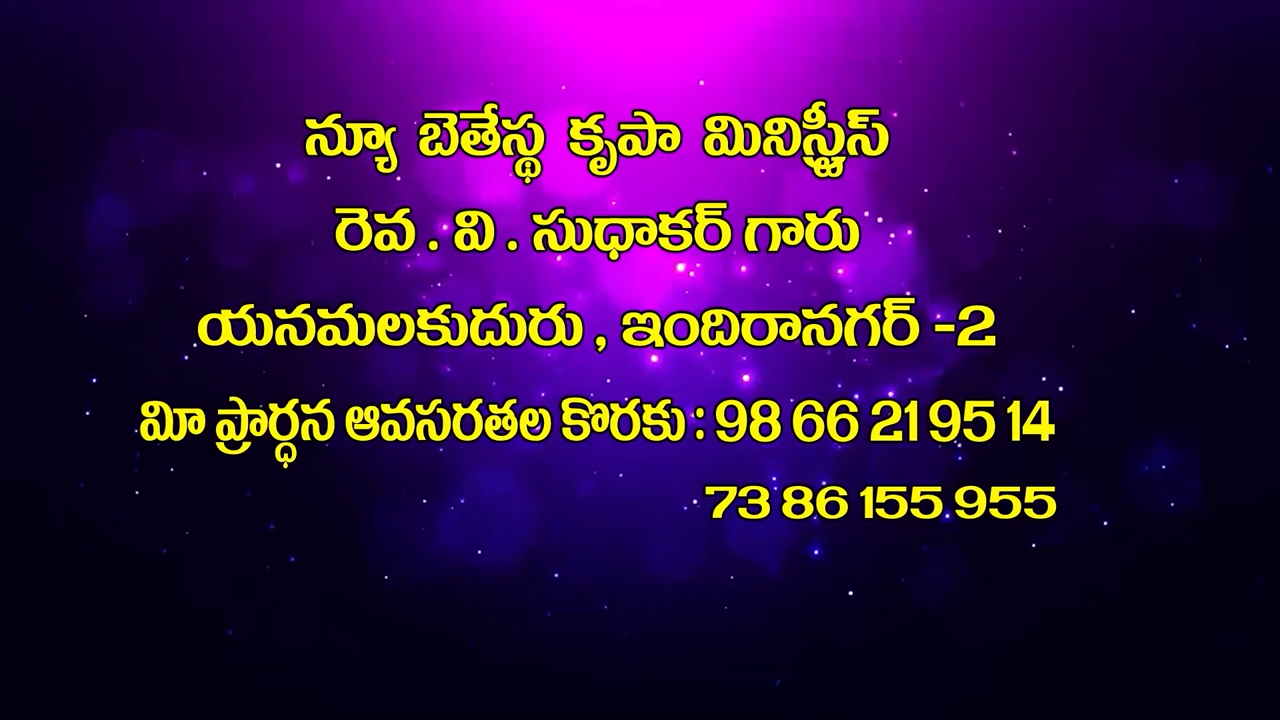 న్యూ బెతేస్థ కృపా మినిస్ట్రీస్
రెవ . వి . సుధాకర్ గారు
యనమలకుదురు , ఇందిరానగర్ -2
మీ ప్రార్ధన ఆవసరతల కొరకు : 98 66 21 95 14
73 86 155 955